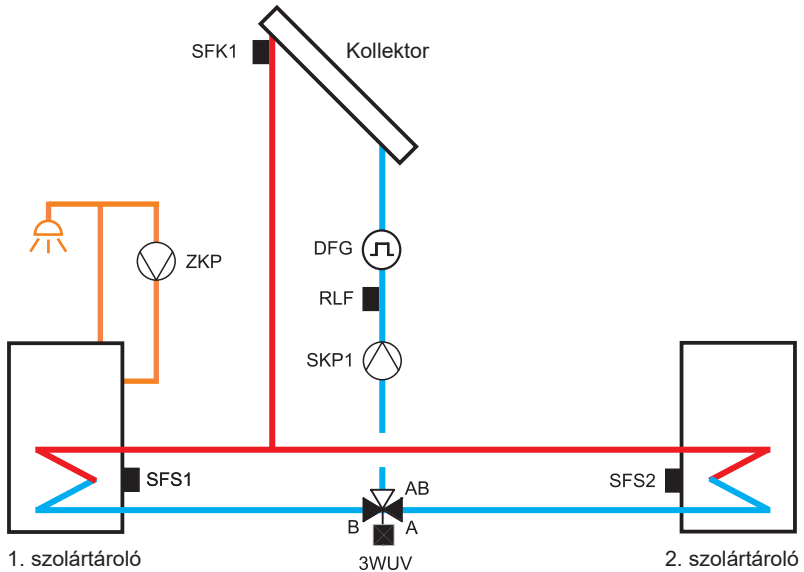 SFK1
Kollektor
DFG
ZKP
RLF
SKP1
SFS1
SFS2
AB
B
A
3WUV
1. szolártároló
2. szolártároló